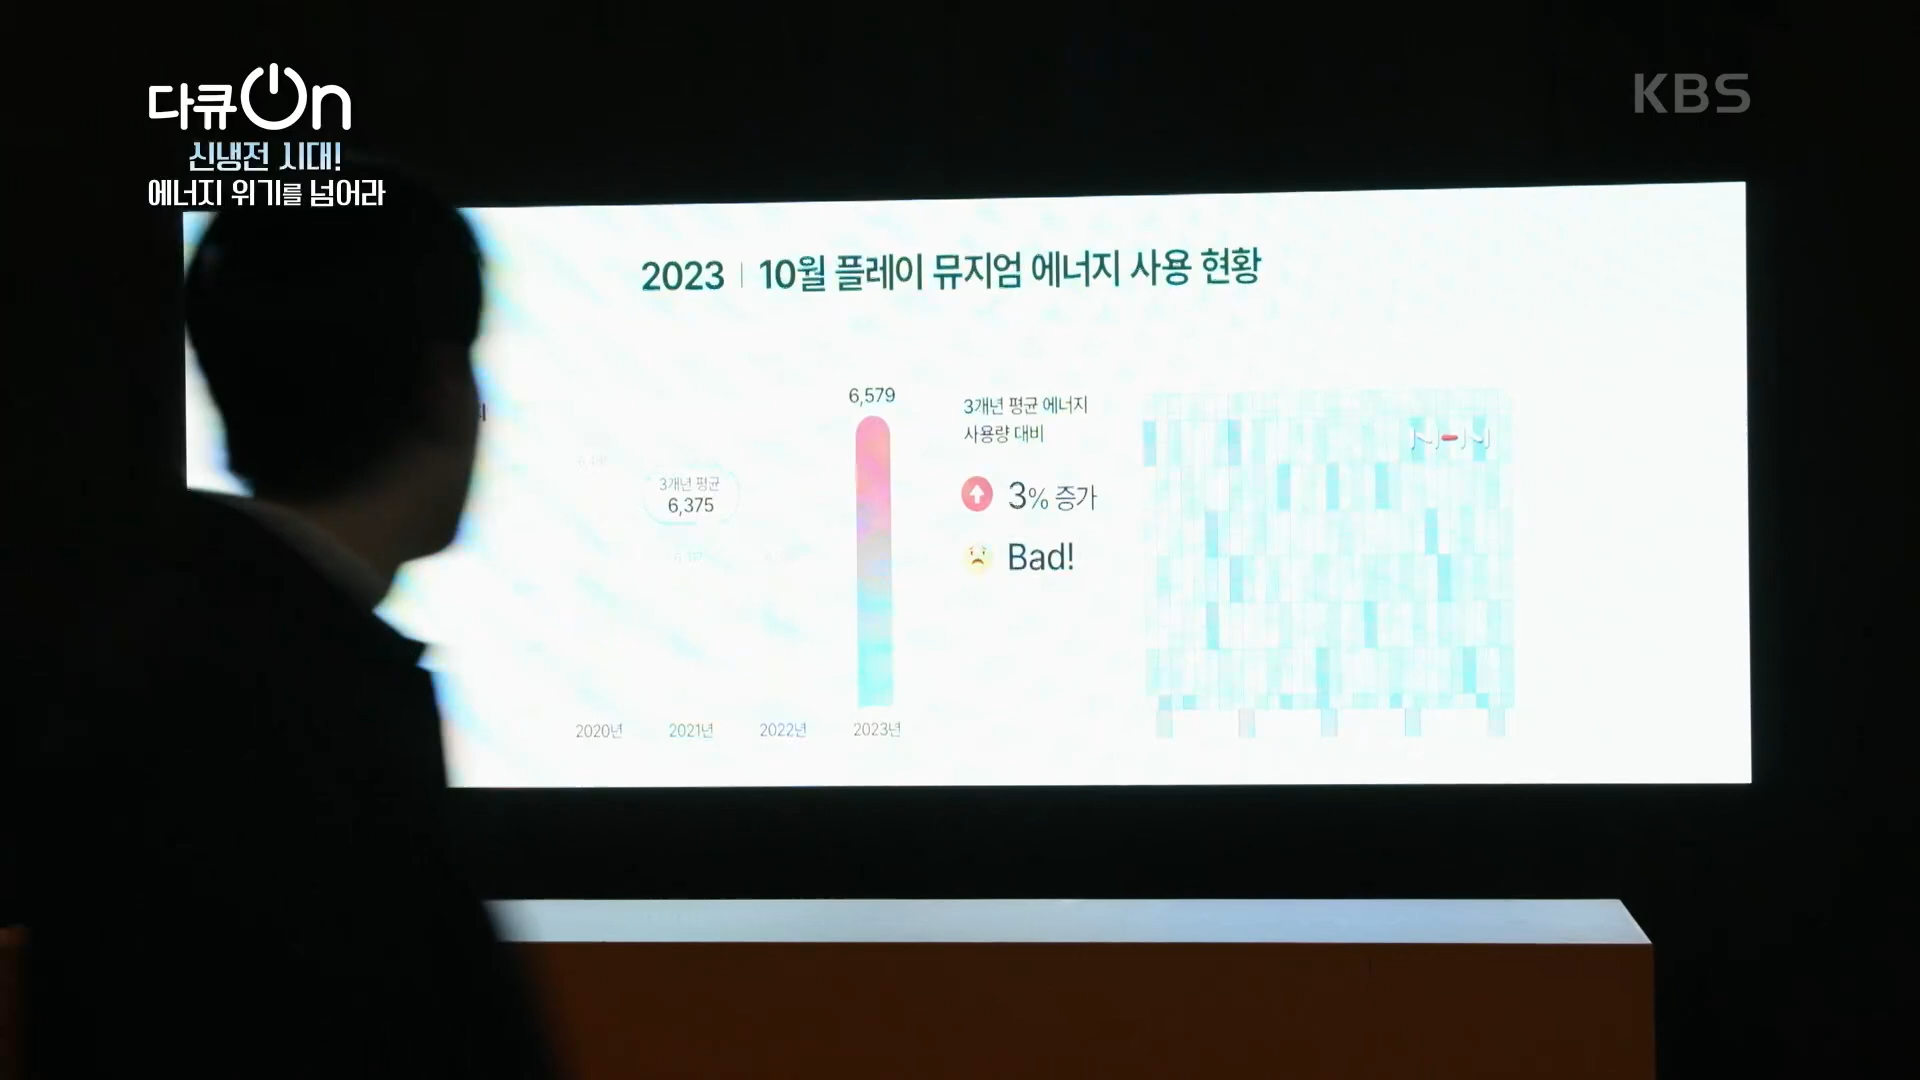 다큐On
신냉전 시대!
에너지 위기를 넘어라
KBS
2023 | 10월 플레이 뮤지엄 에너지 사용 현황
6,579
3개년 평균
6,375
2020년
2021년
2022년
2023년
3개년 평균 에너지
사용량 대비
3% 증가
Bad!
NHN